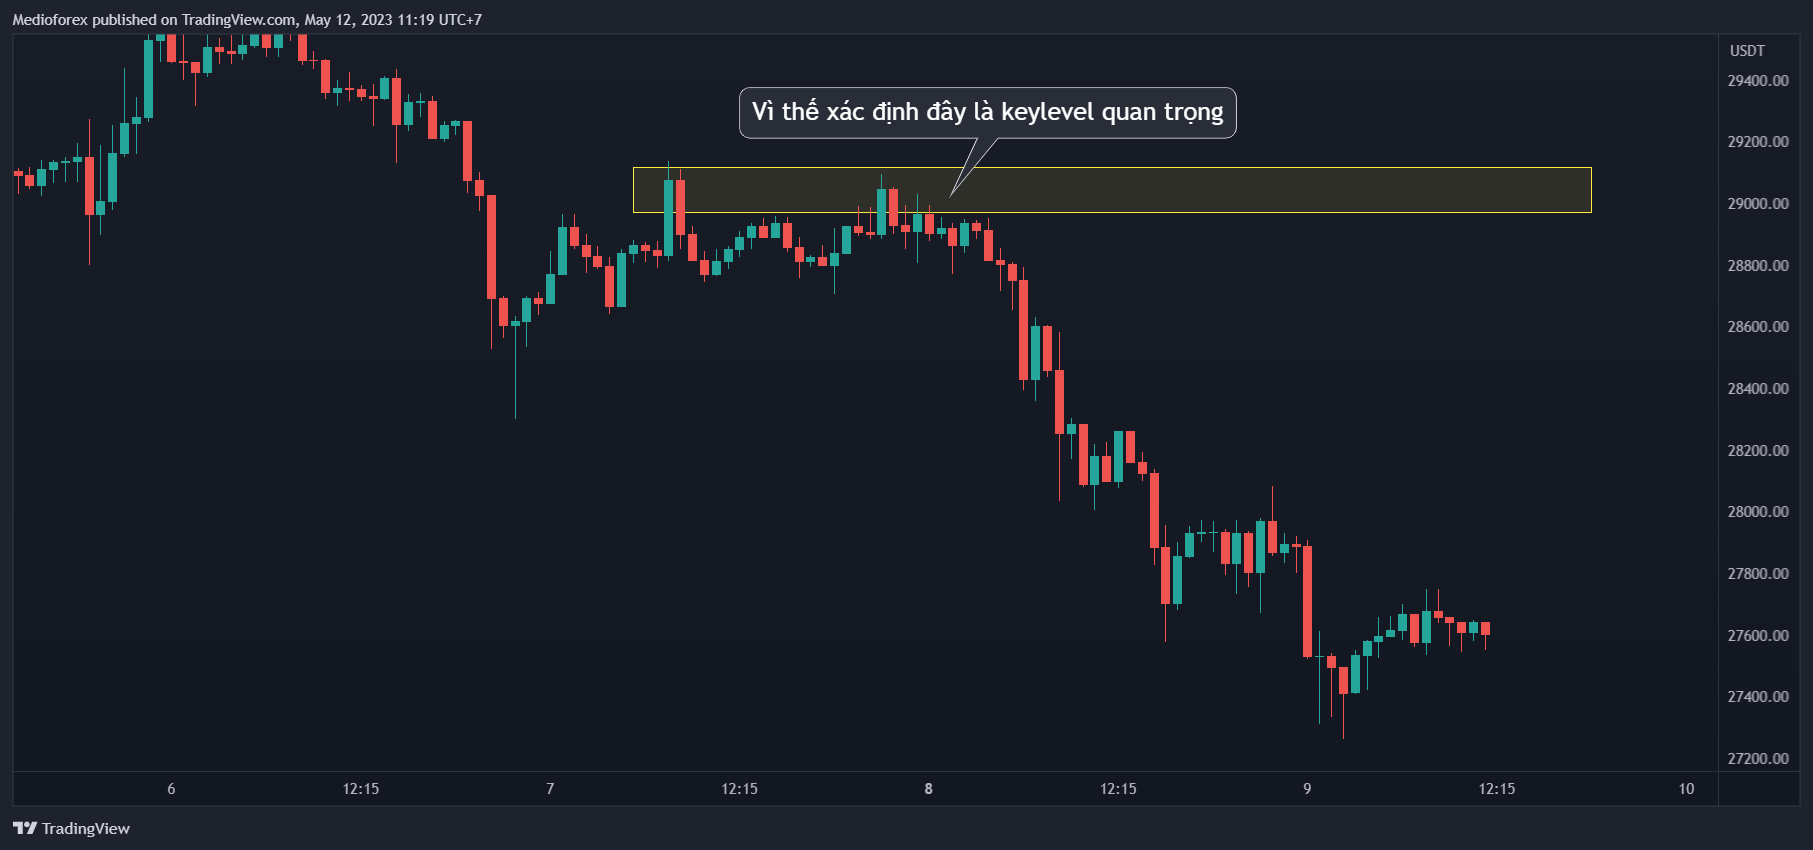 Medioforex published on TradingView.com, May 12, 2023 11:19 UTC+7
USDT
Vì thế xác định đây là keylevel quan trọng
29400.00
29200.00
29000.00
28800.00
28600.00
28400.00
28200.00
28000.00
27800.00
27600.00
27400.00
27200.00
6 12:15 7 12:15 8 12:15 9 12:15 10
TradingView